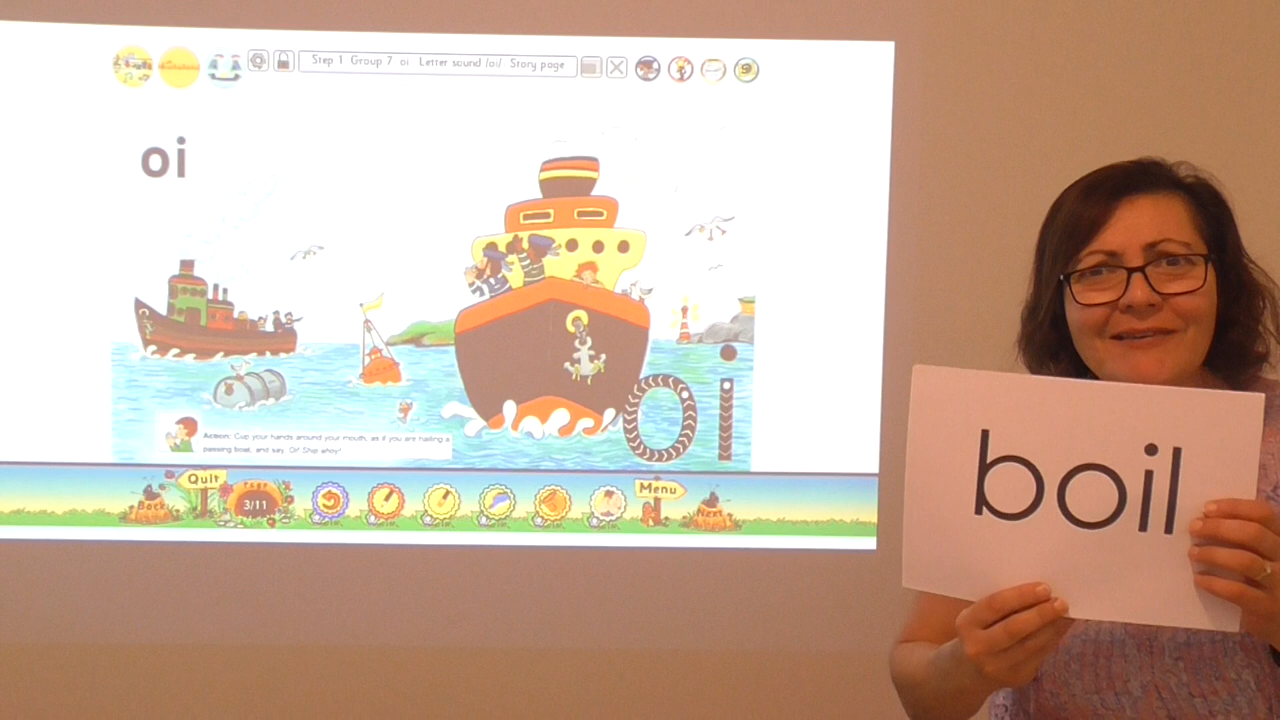 Step 1 Group 7 oi Letter sound /oi/ Story page
oi
oi
Action: Cup your hands around your mouth, as if you are hailing a
passing boat, and say, Oi! Ship ahoy!
boil
Quit
Page
Back
3/11
Menu
Next